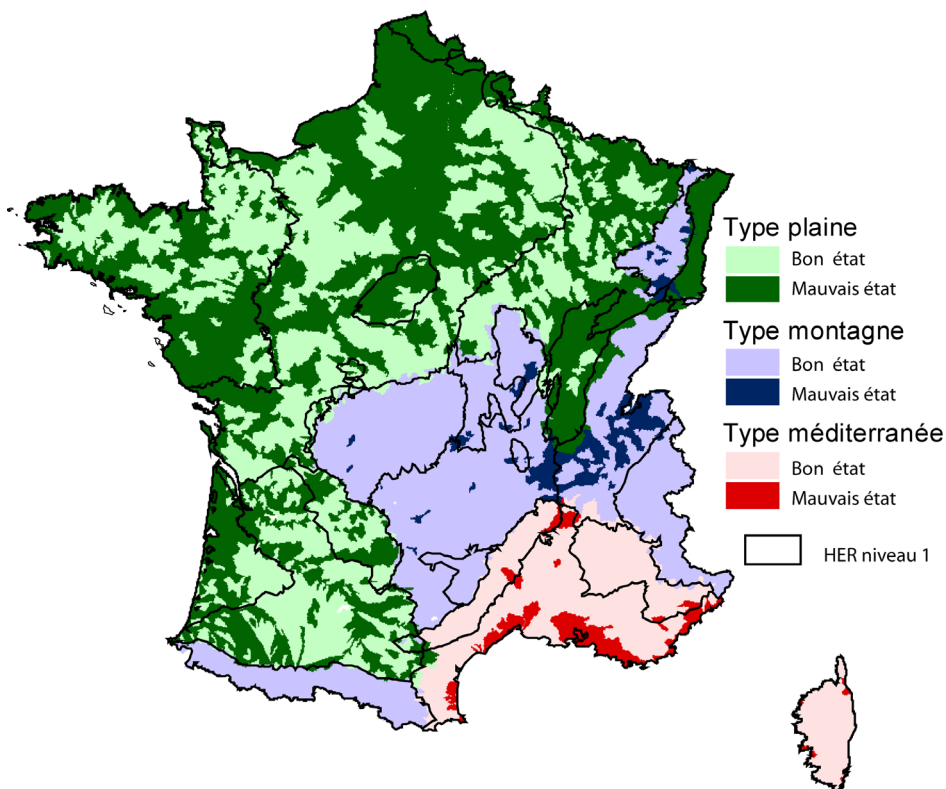 Type plaine
Bon état
Mauvais état
Type montagne
Bon état
Mauvais état
Type méditerranée
Bon état
Mauvais état
HER niveau 1